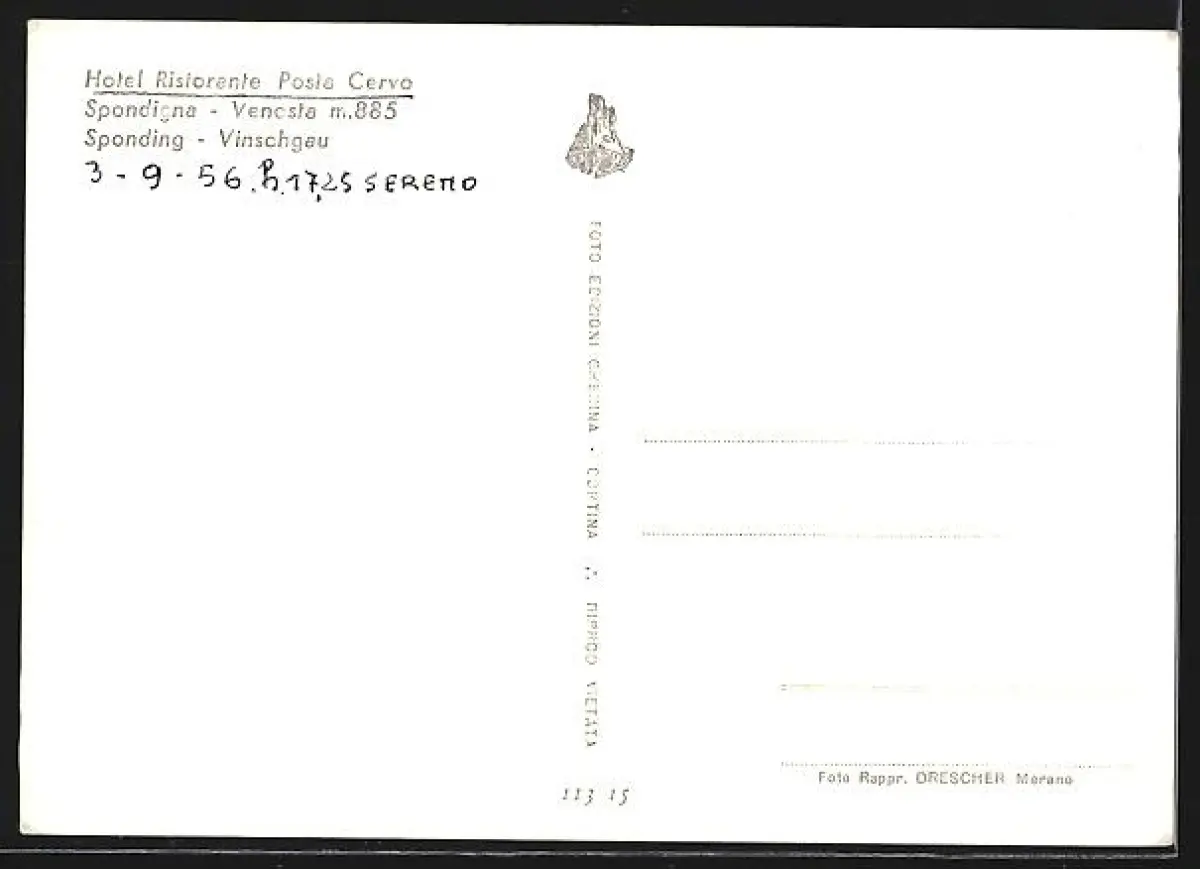 Hotel Ristorante Posta Cervo
Spondigna - Venosta m.885
Sponding - Vinschgau
3 - 9 - 56.h.17,25 SERENO
FOTO EDIZIONI GHEDINA - CORTINA
RIPROD VIETATA
Foto Rappr. DRESCHER Merano
113 15